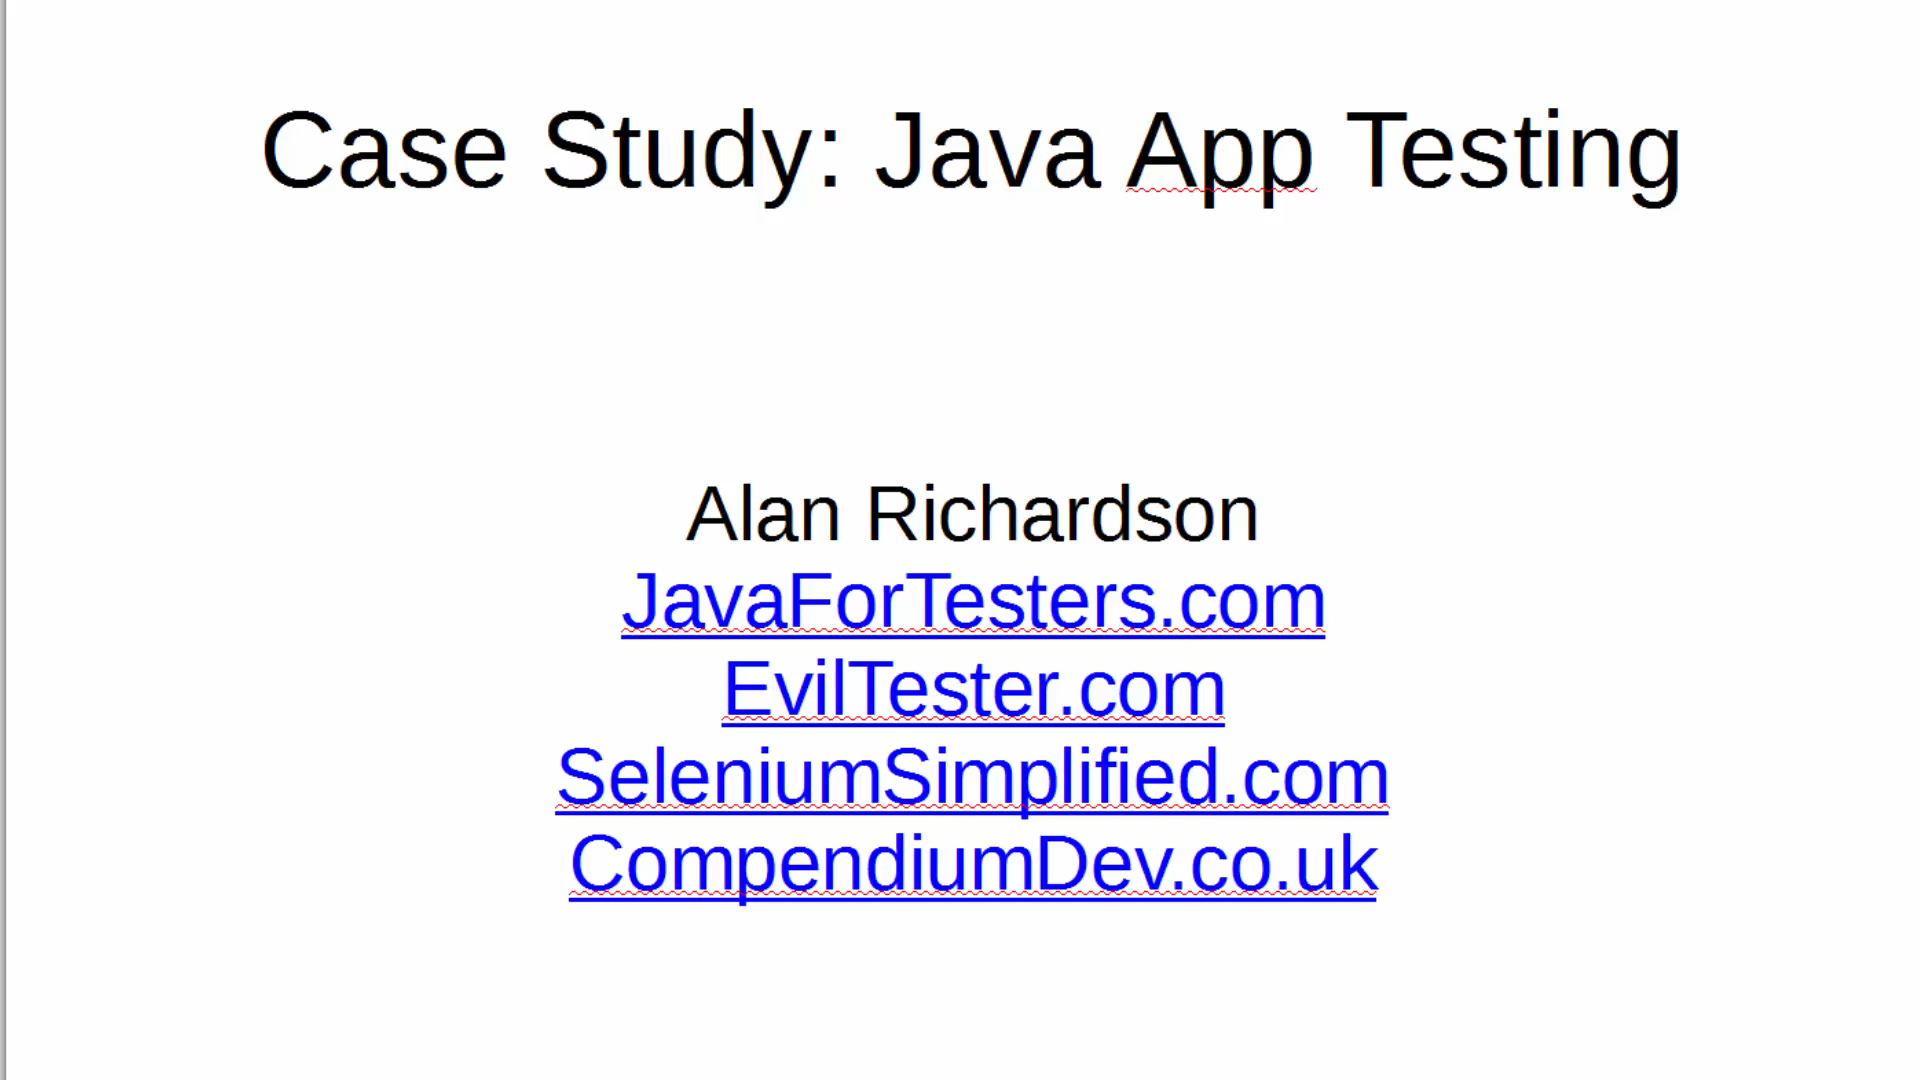 Case Study: Java App Testing
Alan Richardson
JavaForTesters.com
EvilTester.com
SeleniumSimplified.com
CompendiumDev.co.uk